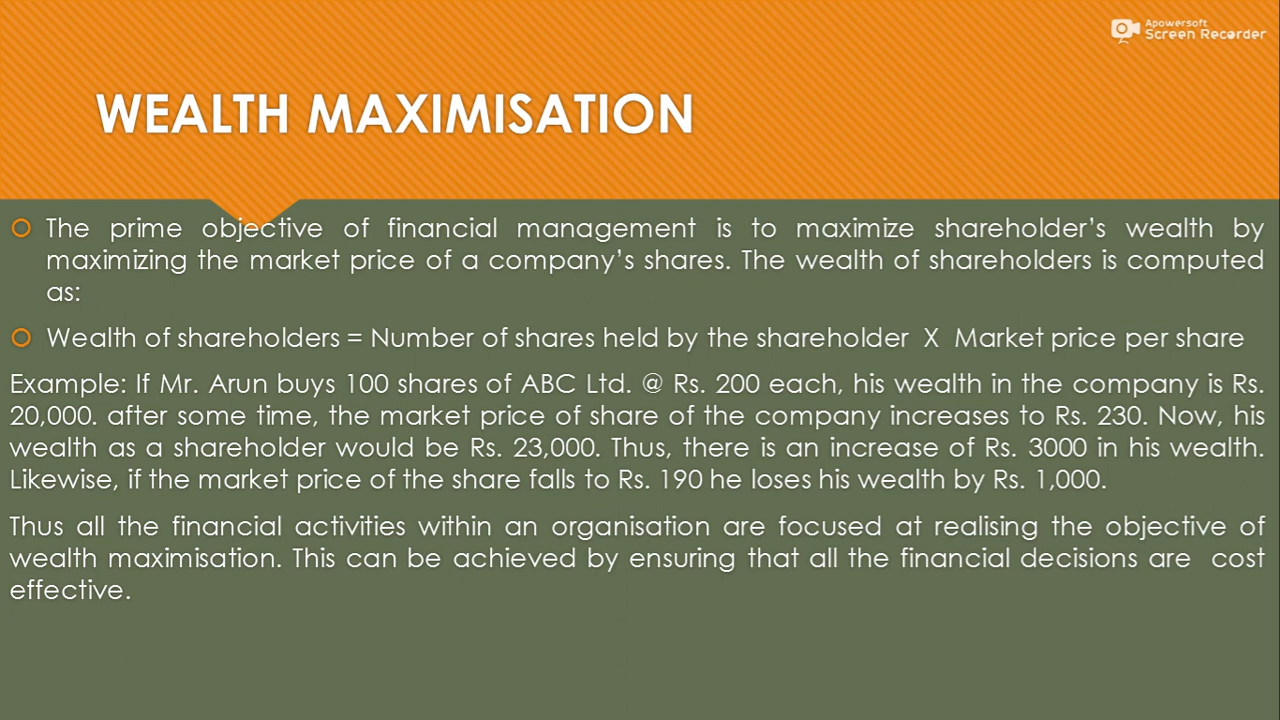 Apowersoft
Screen Recorder
WEALTH MAXIMISATION
The prime objective of financial management is to maximize shareholder's wealth by
maximizing the market price of a company's shares. The wealth of shareholders is computed
as:
Wealth of shareholders = Number of shares held by the shareholder X Market price per share
Example: If Mr. Arun buys 100 shares of ABC Ltd. @ Rs. 200 each, his wealth in the company is Rs.
20,000. after some time, the market price of share of the company increases to Rs. 230. Now, his
wealth as a shareholder would be Rs. 23,000. Thus, there is an increase of Rs. 3000 in his wealth.
Likewise, if the market price of the share falls to Rs. 190 he loses his wealth by Rs. 1,000.
Thus all the financial activities within an organisation are focused at realising the objective of
wealth maximisation. This can be achieved by ensuring that all the financial decisions are cost
effective.